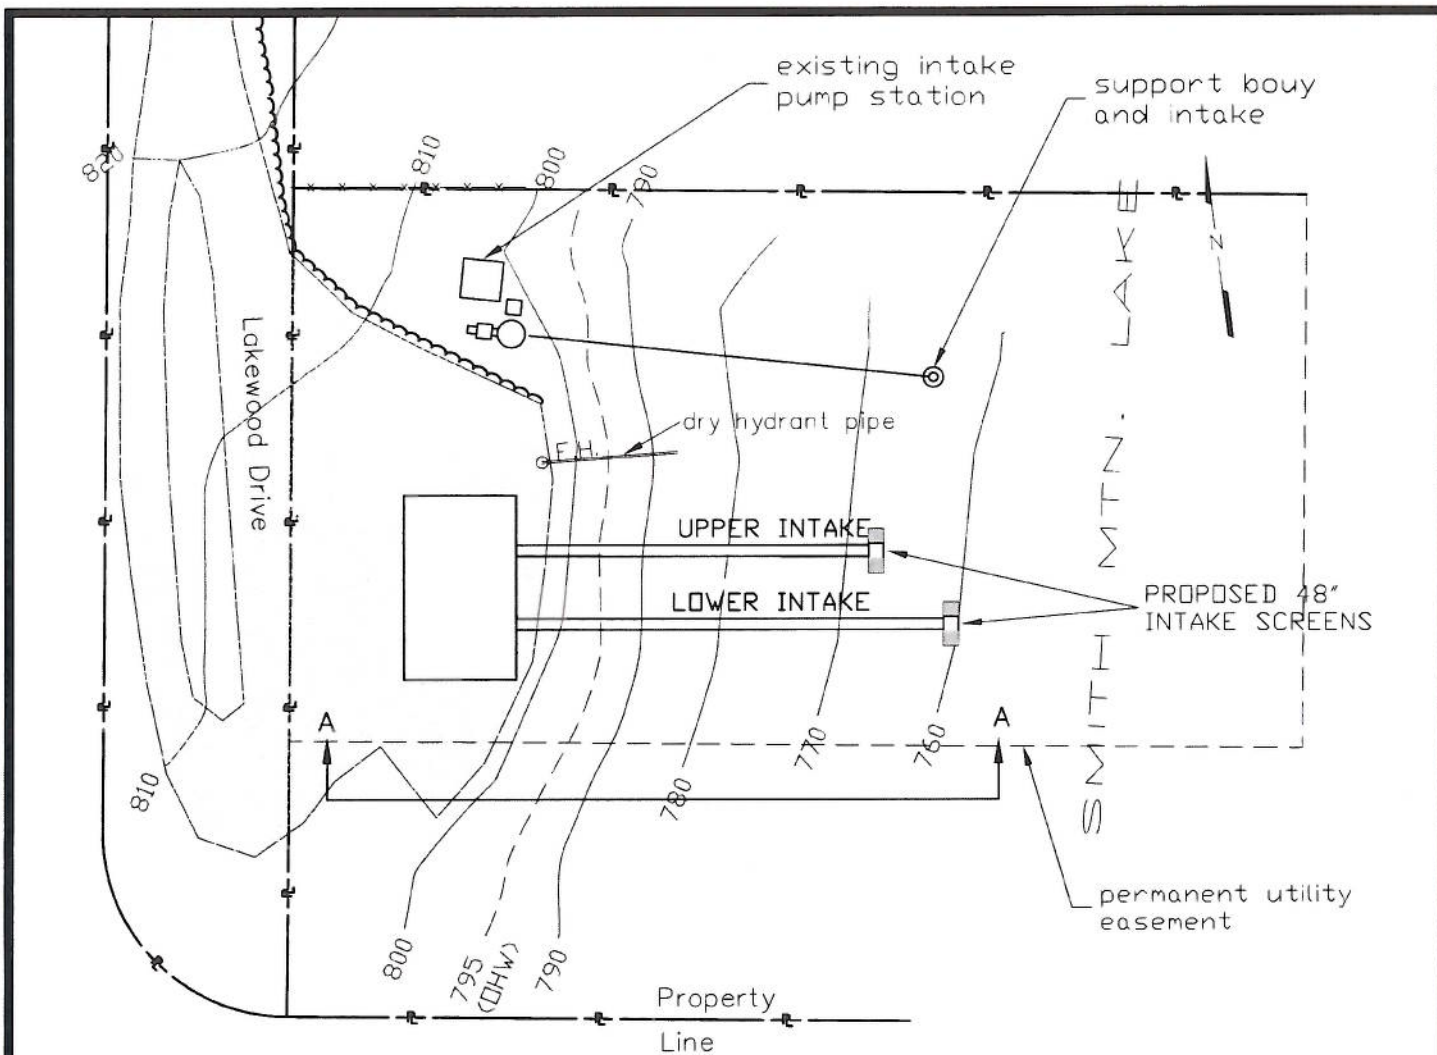 existing intake
pump station
support bouy
and intake
820
810
800
790
N
SMITH MTN. LAKE
Lakewood Drive
dry hydrant pipe
F.H.
UPPER INTAKE
LOWER INTAKE
PROPOSED 48"
INTAKE SCREENS
A
A
810
780
770
760
permanent utility
easement
800
795
(OHW)
790
Property
Line